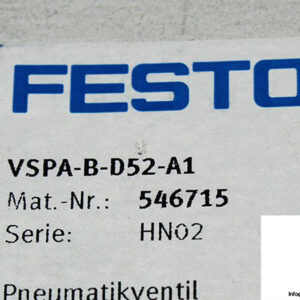 FESTO
VSPA-B-D52-A1
Mat.-Nr.: 546715
Serie: HN02
Pneumatikventil